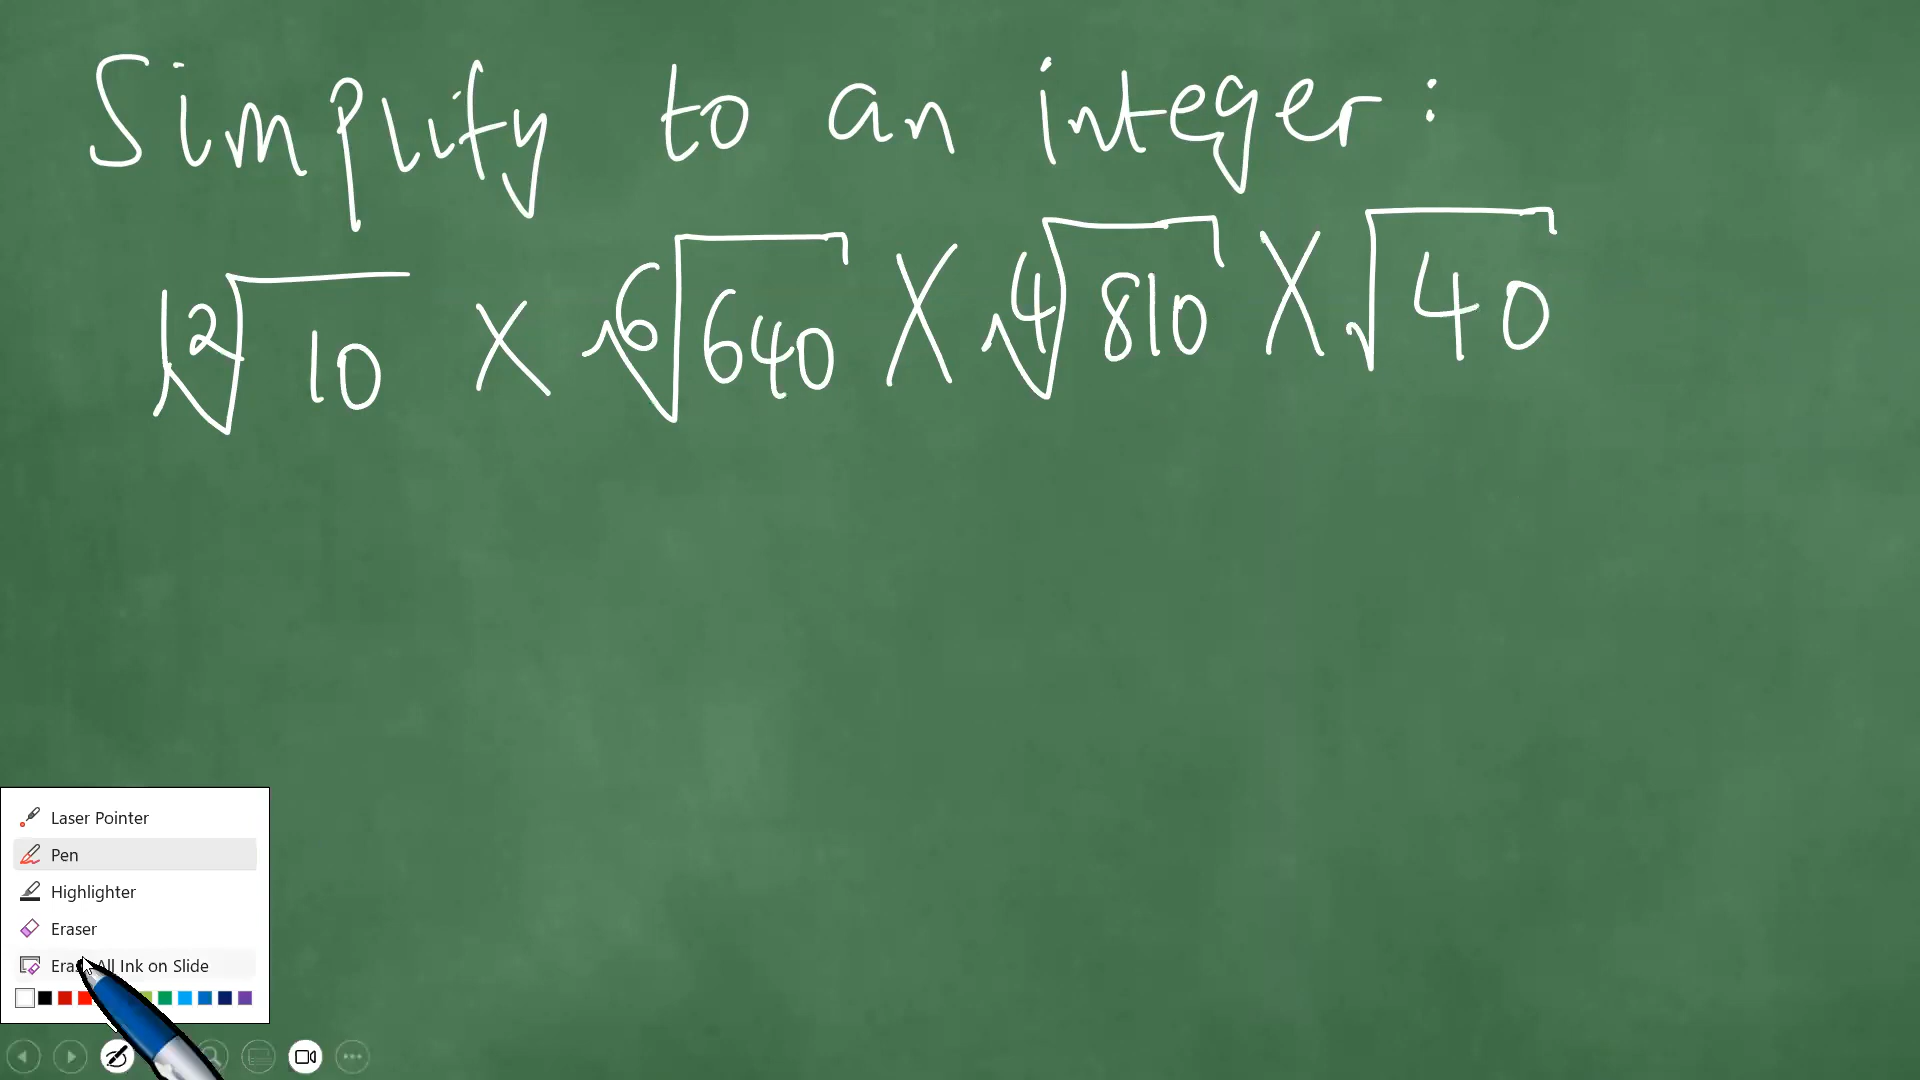 Simplify to an integer:
¹²√10 × ⁶√640 × ⁴√810 × √40
Laser Pointer
Pen
Highlighter
Eraser
All Ink on Slide